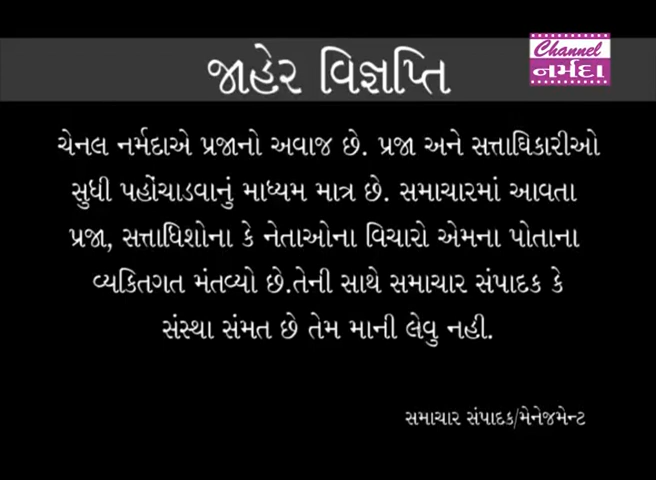 Channel
નર્મદા
જાહેર વિજ્ઞપ્તિ
ચેનલ નર્મદાએ પ્રજાનો અવાજ છે. પ્રજા અને સત્તાધિકારીઓ
સુધી પહોંચાડવાનું માધ્યમ માત્ર છે. સમાચારમાં આવતા
પ્રજા, સત્તાધિશોના કે નેતાઓના વિચારો એમના પોતાના
વ્યકિતગત મંતવ્યો છે.તેની સાથે સમાચાર સંપાદક કે
સંસ્થા સંમત છે તેમ માની લેવુ નહી.
સમાચાર સંપાદક/મેનેજમેન્ટ